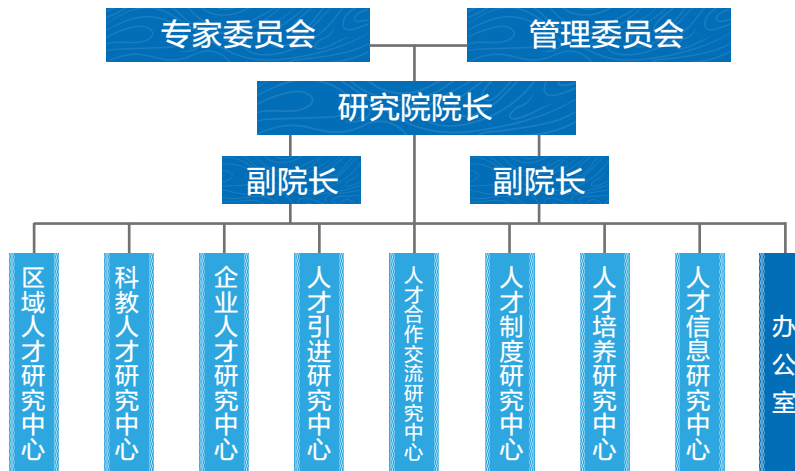 专家委员会
管理委员会
研究院院长
副院长
副院长
区域人才研究中心
科教人才研究中心
企业人才研究中心
人才引进研究中心
人才合作交流研究中心
人才制度研究中心
人才培养研究中心
人才信息研究中心
办公室